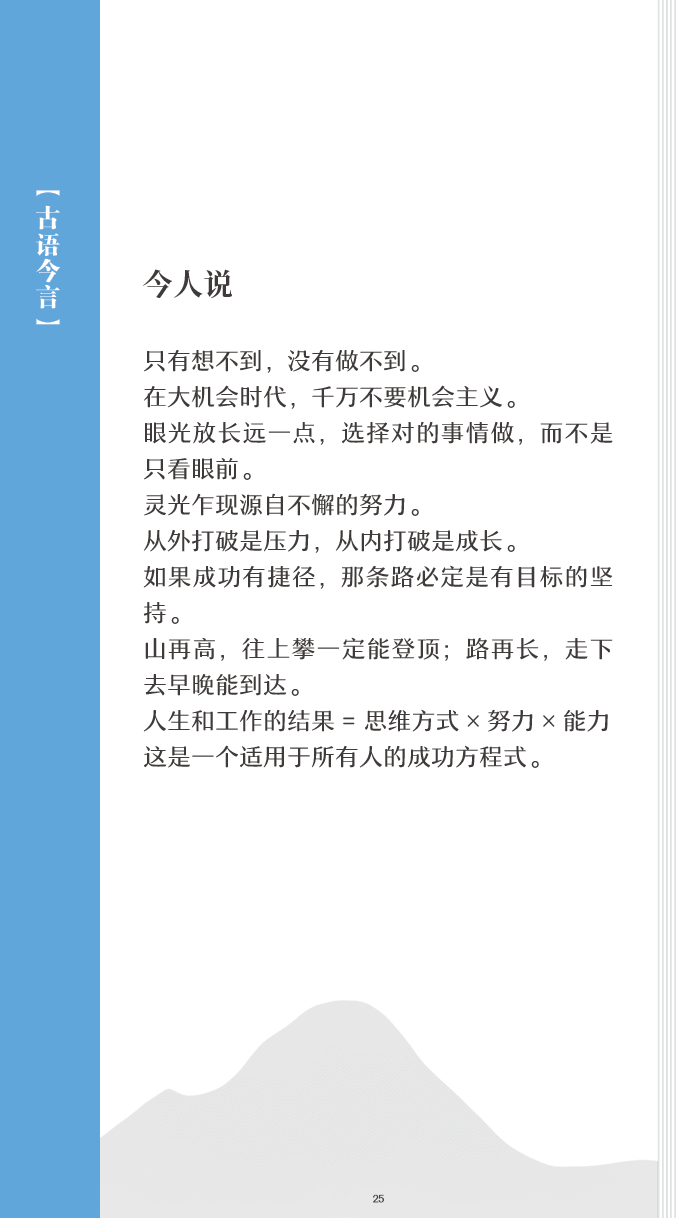 【古语今言】
今人说
只有想不到，没有做不到。
在大机会时代，千万不要机会主义。
眼光放长远一点，选择对的事情做，而不是
只看眼前。
灵光乍现源自不懈的努力。
从外打破是压力，从内打破是成长。
如果成功有捷径，那条路必定是有目标的坚
持。
山再高，往上攀一定能登顶；路再长，走下
去早晚能到达。
人生和工作的结果 = 思维方式 × 努力 × 能力
这是一个适用于所有人的成功方程式。
25